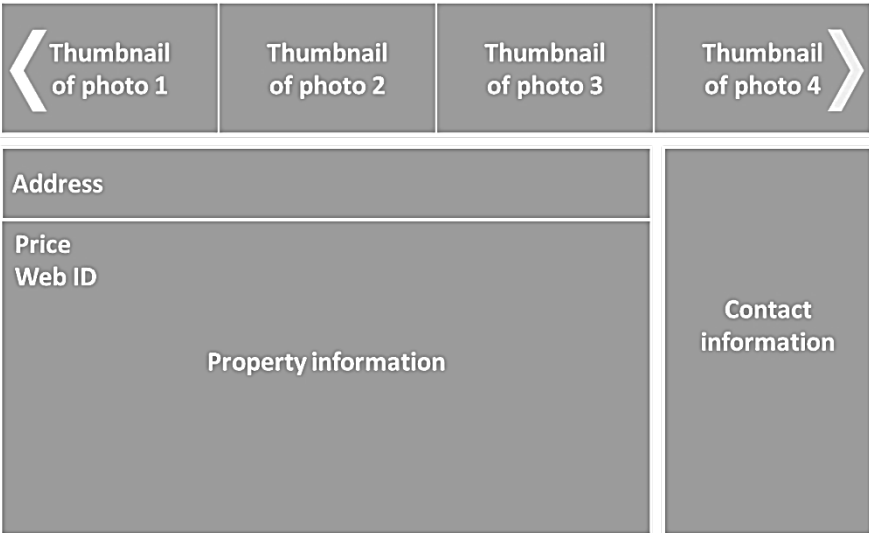 Thumbnail
of photo 1
Thumbnail
of photo 2
Thumbnail
of photo 3
Thumbnail
of photo 4
Address
Price
Web ID
Property information
Contact
information